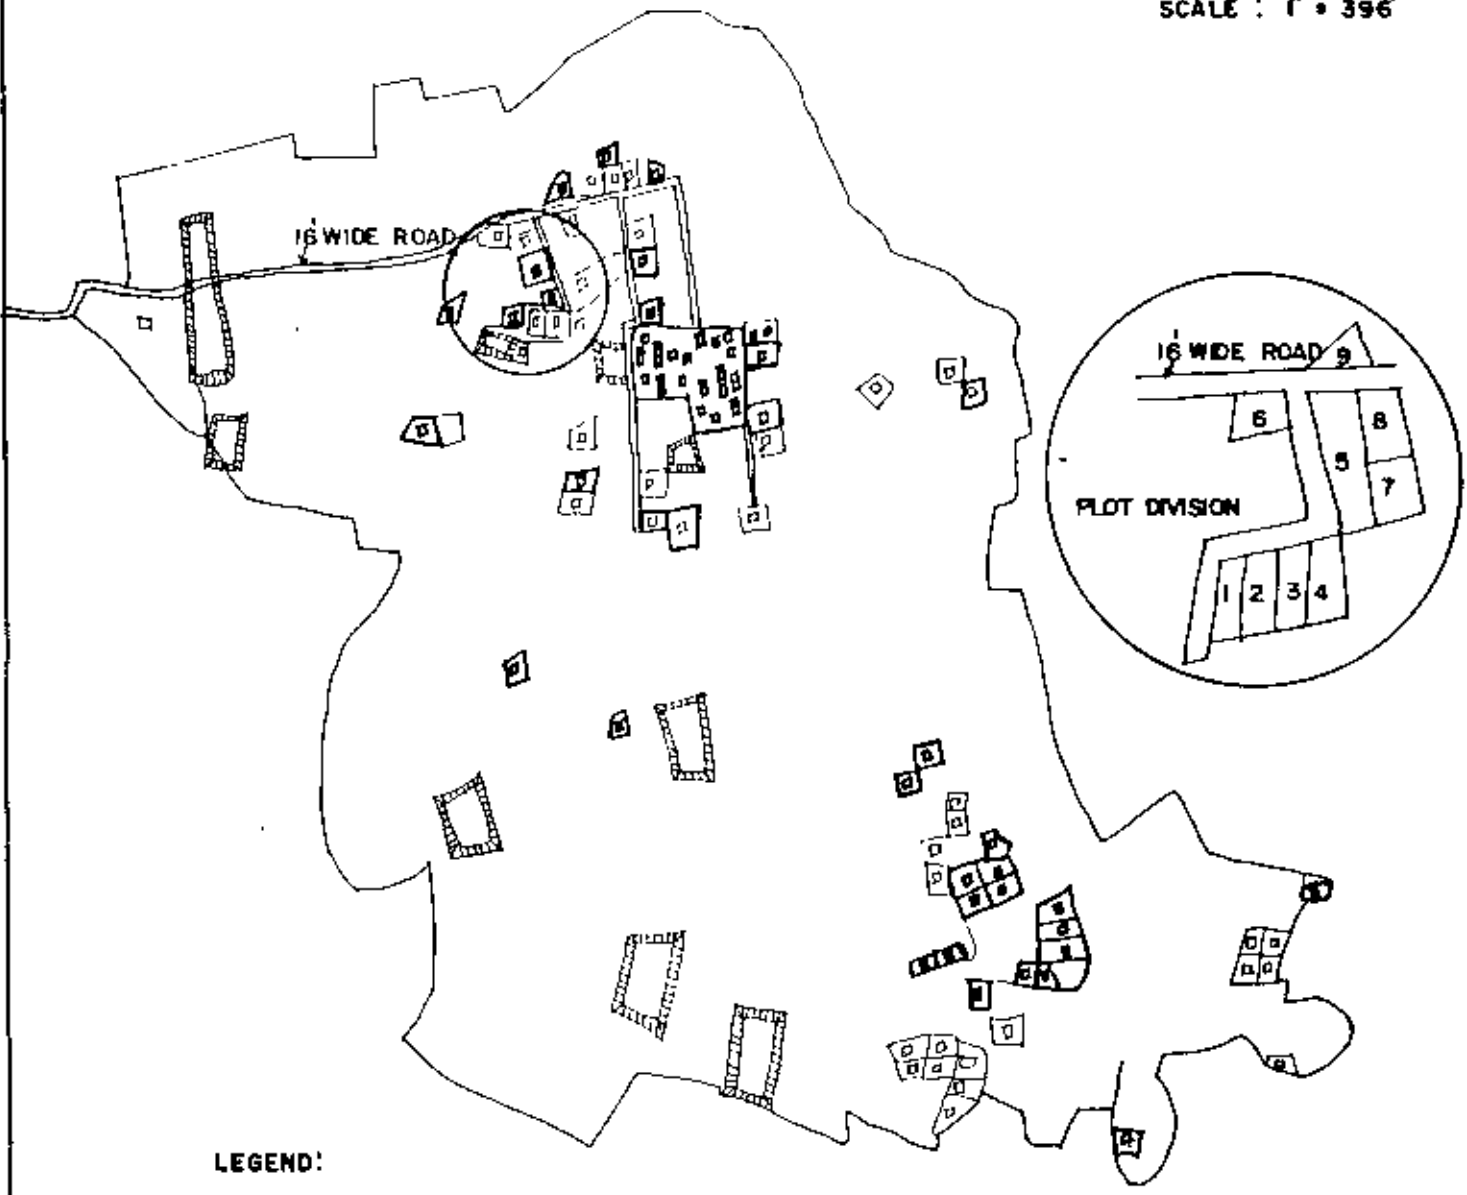 SCALE : 1" = 396'
16' WIDE ROAD
16' WIDE ROAD
9
6
8
5
7
PLOT DIVISION
1 2 3 4
LEGEND: